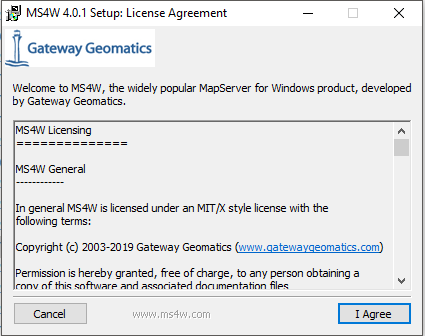 MS4W 4.0.1 Setup: License Agreement
Gateway Geomatics
Welcome to MS4W, the widely popular MapServer for Windows product, developed
by Gateway Geomatics.
MS4W Licensing
==============
MS4W General
------------
In general MS4W is licensed under an MIT/X style license with the
following terms:
Copyright (c) 2003-2019 Gateway Geomatics (www.gatewaygeomatics.com)
Permission is hereby granted, free of charge, to any person obtaining a
copy of this software and associated documentation files
Cancel
www.ms4w.com
I Agree